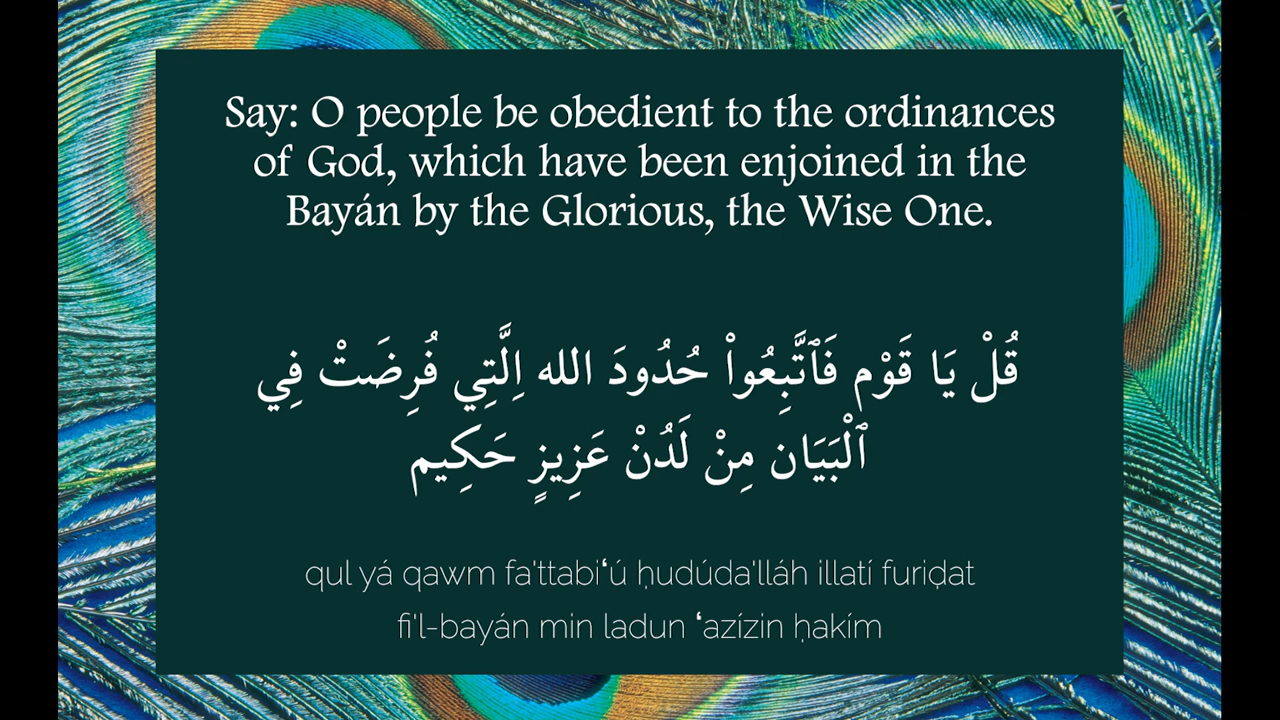 Say: O people be obedient to the ordinances
of God, which have been enjoined in the
Bayán by the Glorious, the Wise One.
قُلْ يَا قَوْم فَٱتَّبِعُواْ حُدُودَ الله اِلَّتِي فُرِضَتْ فِي
ٱلْبَيَان مِنْ لَدُنْ عَزِيزٍ حَكِيم
qul yá qawm fa'ttabi‘ú ḥudúda'lláh illatí furiḍat
fi'l-bayán min ladun ‘azízin ḥakím